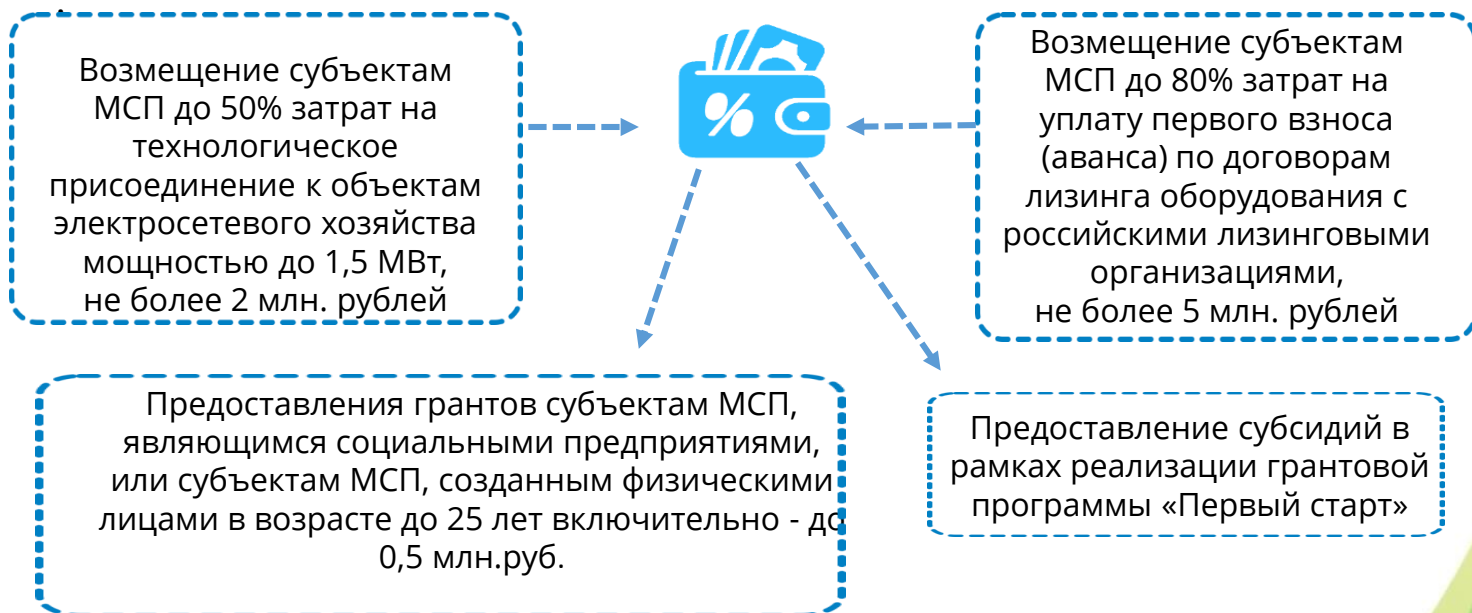 Возмещение субъектам
МСП до 50% затрат на
технологическое
присоединение к объектам
электросетевого хозяйства
мощностью до 1,5 МВт,
не более 2 млн. рублей
%
Возмещение субъектам
МСП до 80% затрат на
уплату первого взноса
(аванса) по договорам
лизинга оборудования с
российскими лизинговыми
организациями,
не более 5 млн. рублей
Предоставления грантов субъектам МСП,
являющимся социальными предприятиями,
или субъектам МСП, созданным физическими
лицами в возрасте до 25 лет включительно - до
0,5 млн.руб.
Предоставление субсидий в
рамках реализации грантовой
программы «Первый старт»